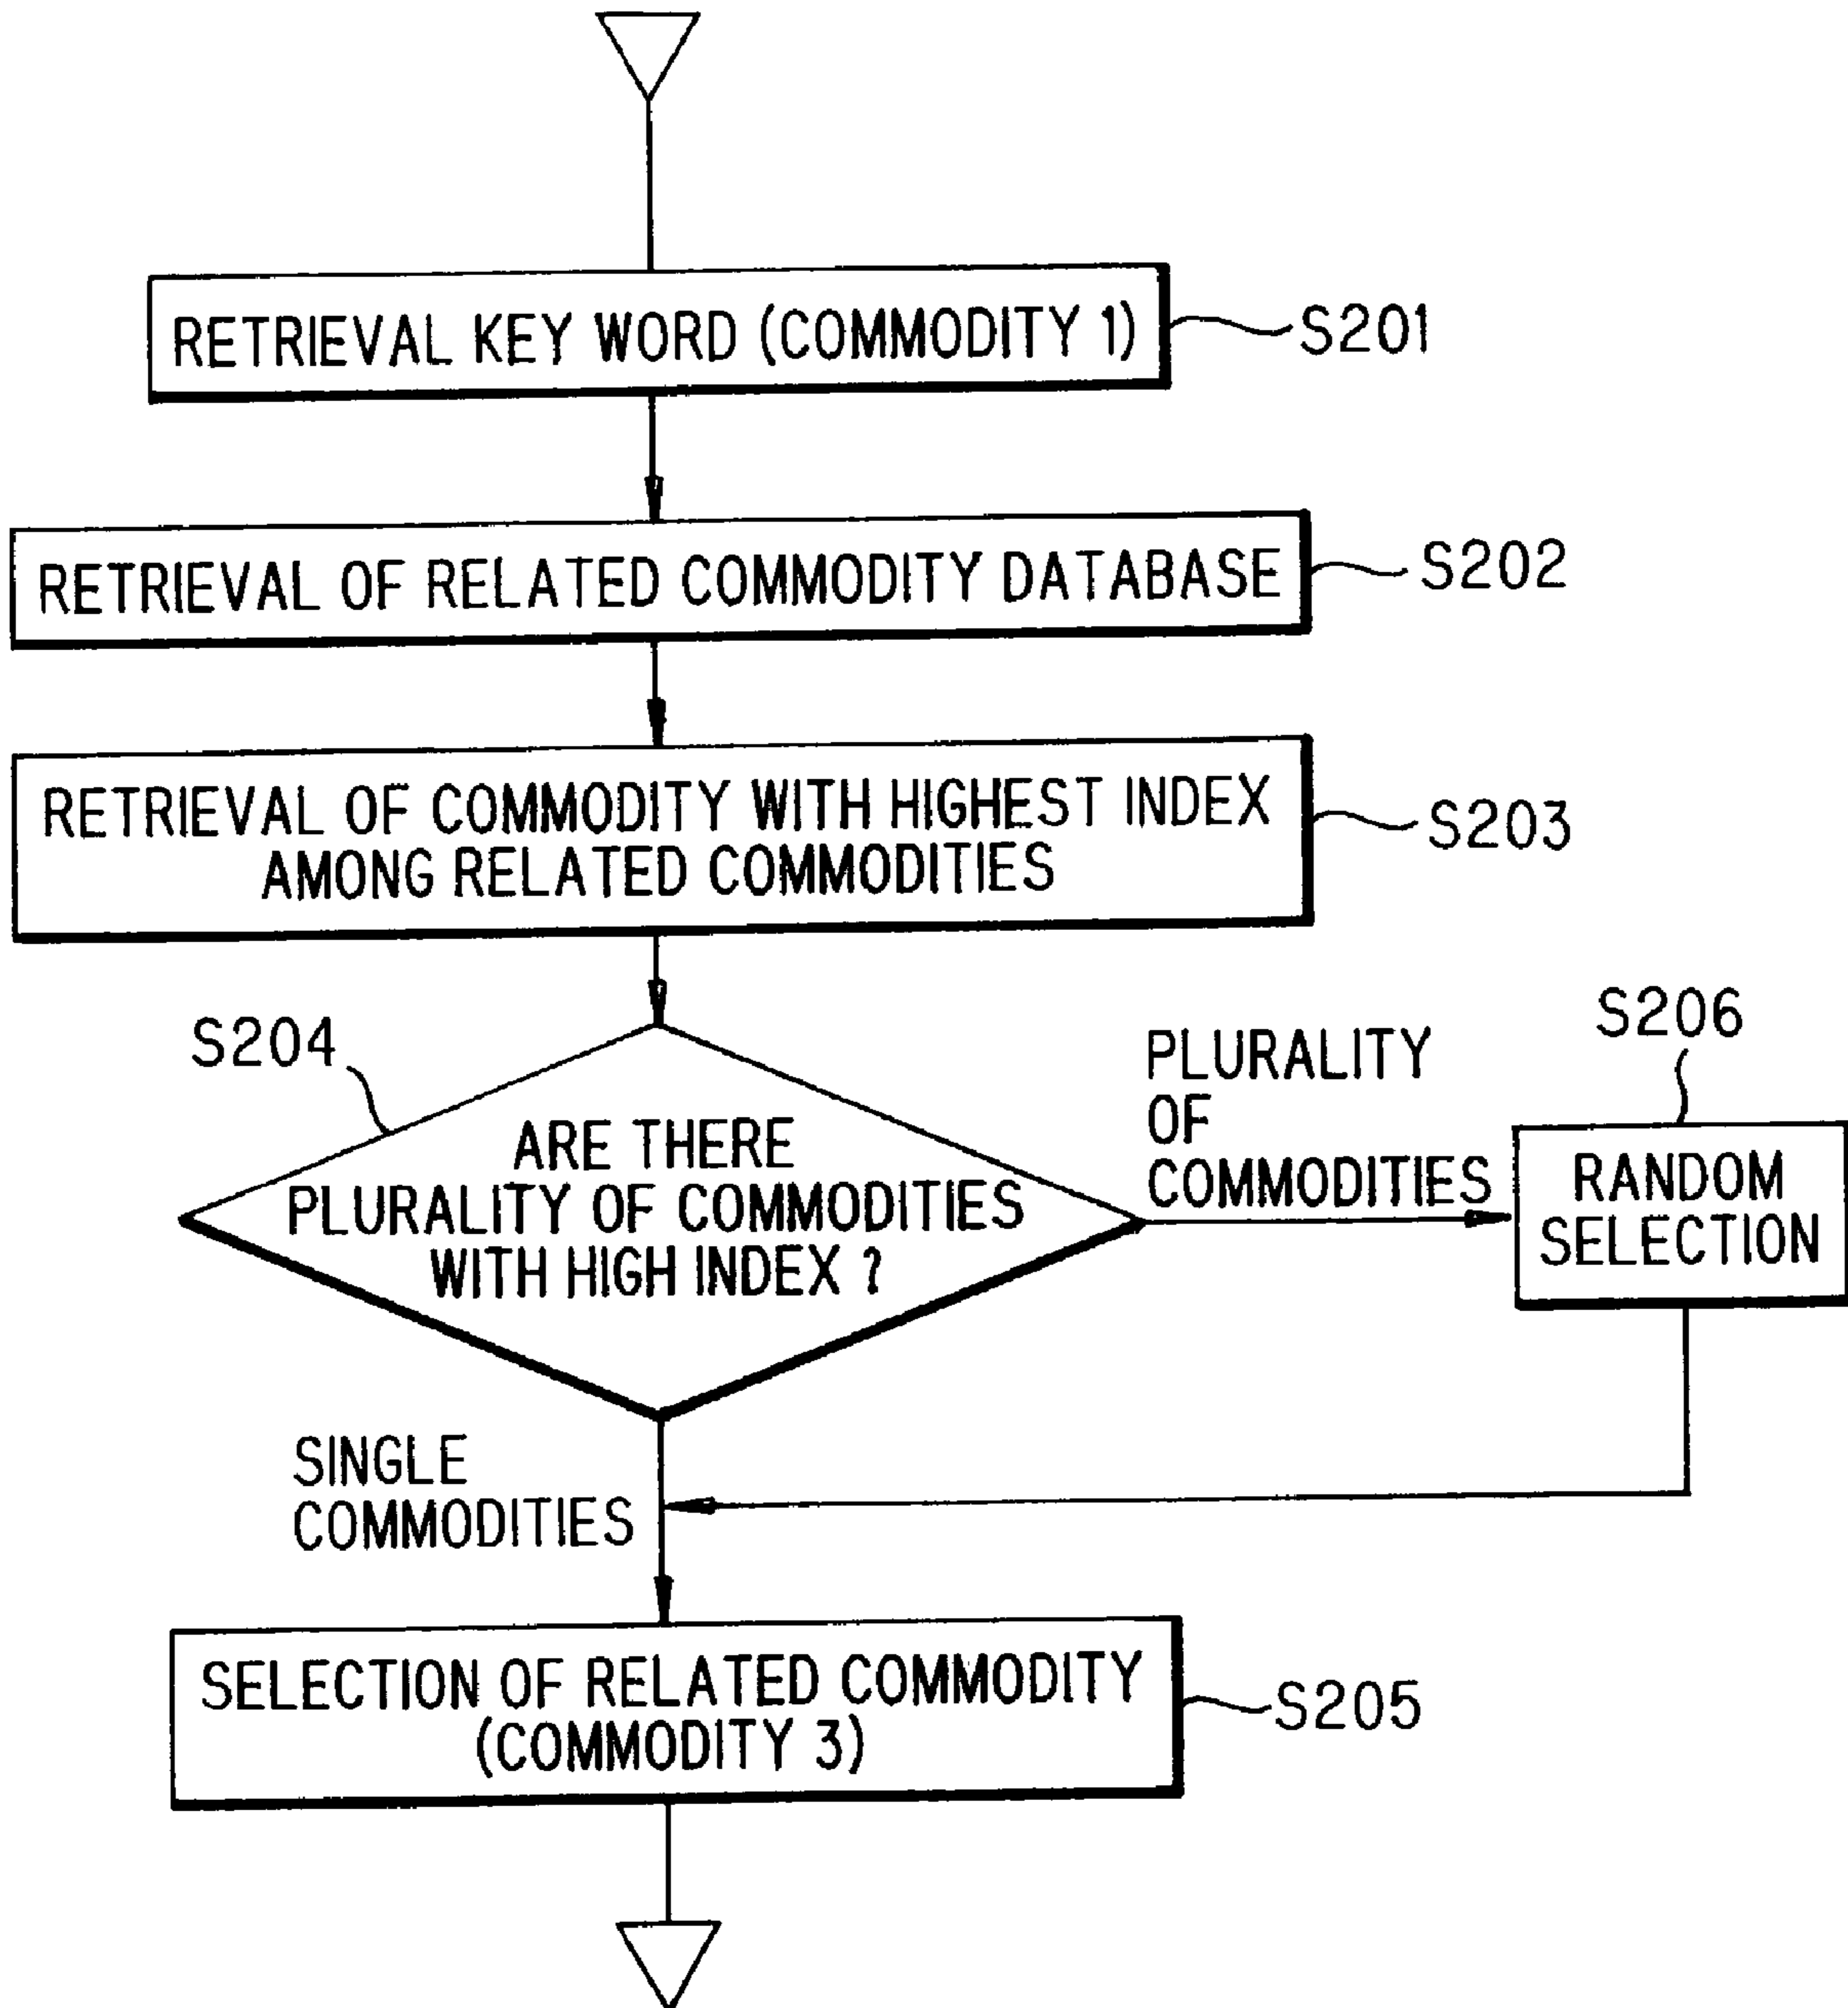 RETRIEVAL KEY WORD (COMMODITY 1)
S201
RETRIEVAL OF RELATED COMMODITY DATABASE
S202
RETRIEVAL OF COMMODITY WITH HIGHEST INDEX
AMONG RELATED COMMODITIES
S203
S204
ARE THERE
PLURALITY OF COMMODITIES
WITH HIGH INDEX ?
PLURALITY
OF
COMMODITIES
S206
RANDOM
SELECTION
SINGLE
COMMODITIES
SELECTION OF RELATED COMMODITY
(COMMODITY 3)
S205